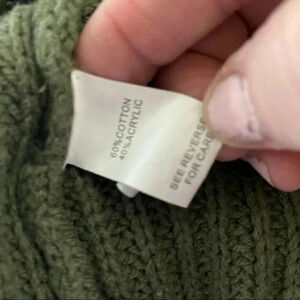 60%COTTON
40%ACRYLIC
SEE REVERSE
FOR CARE